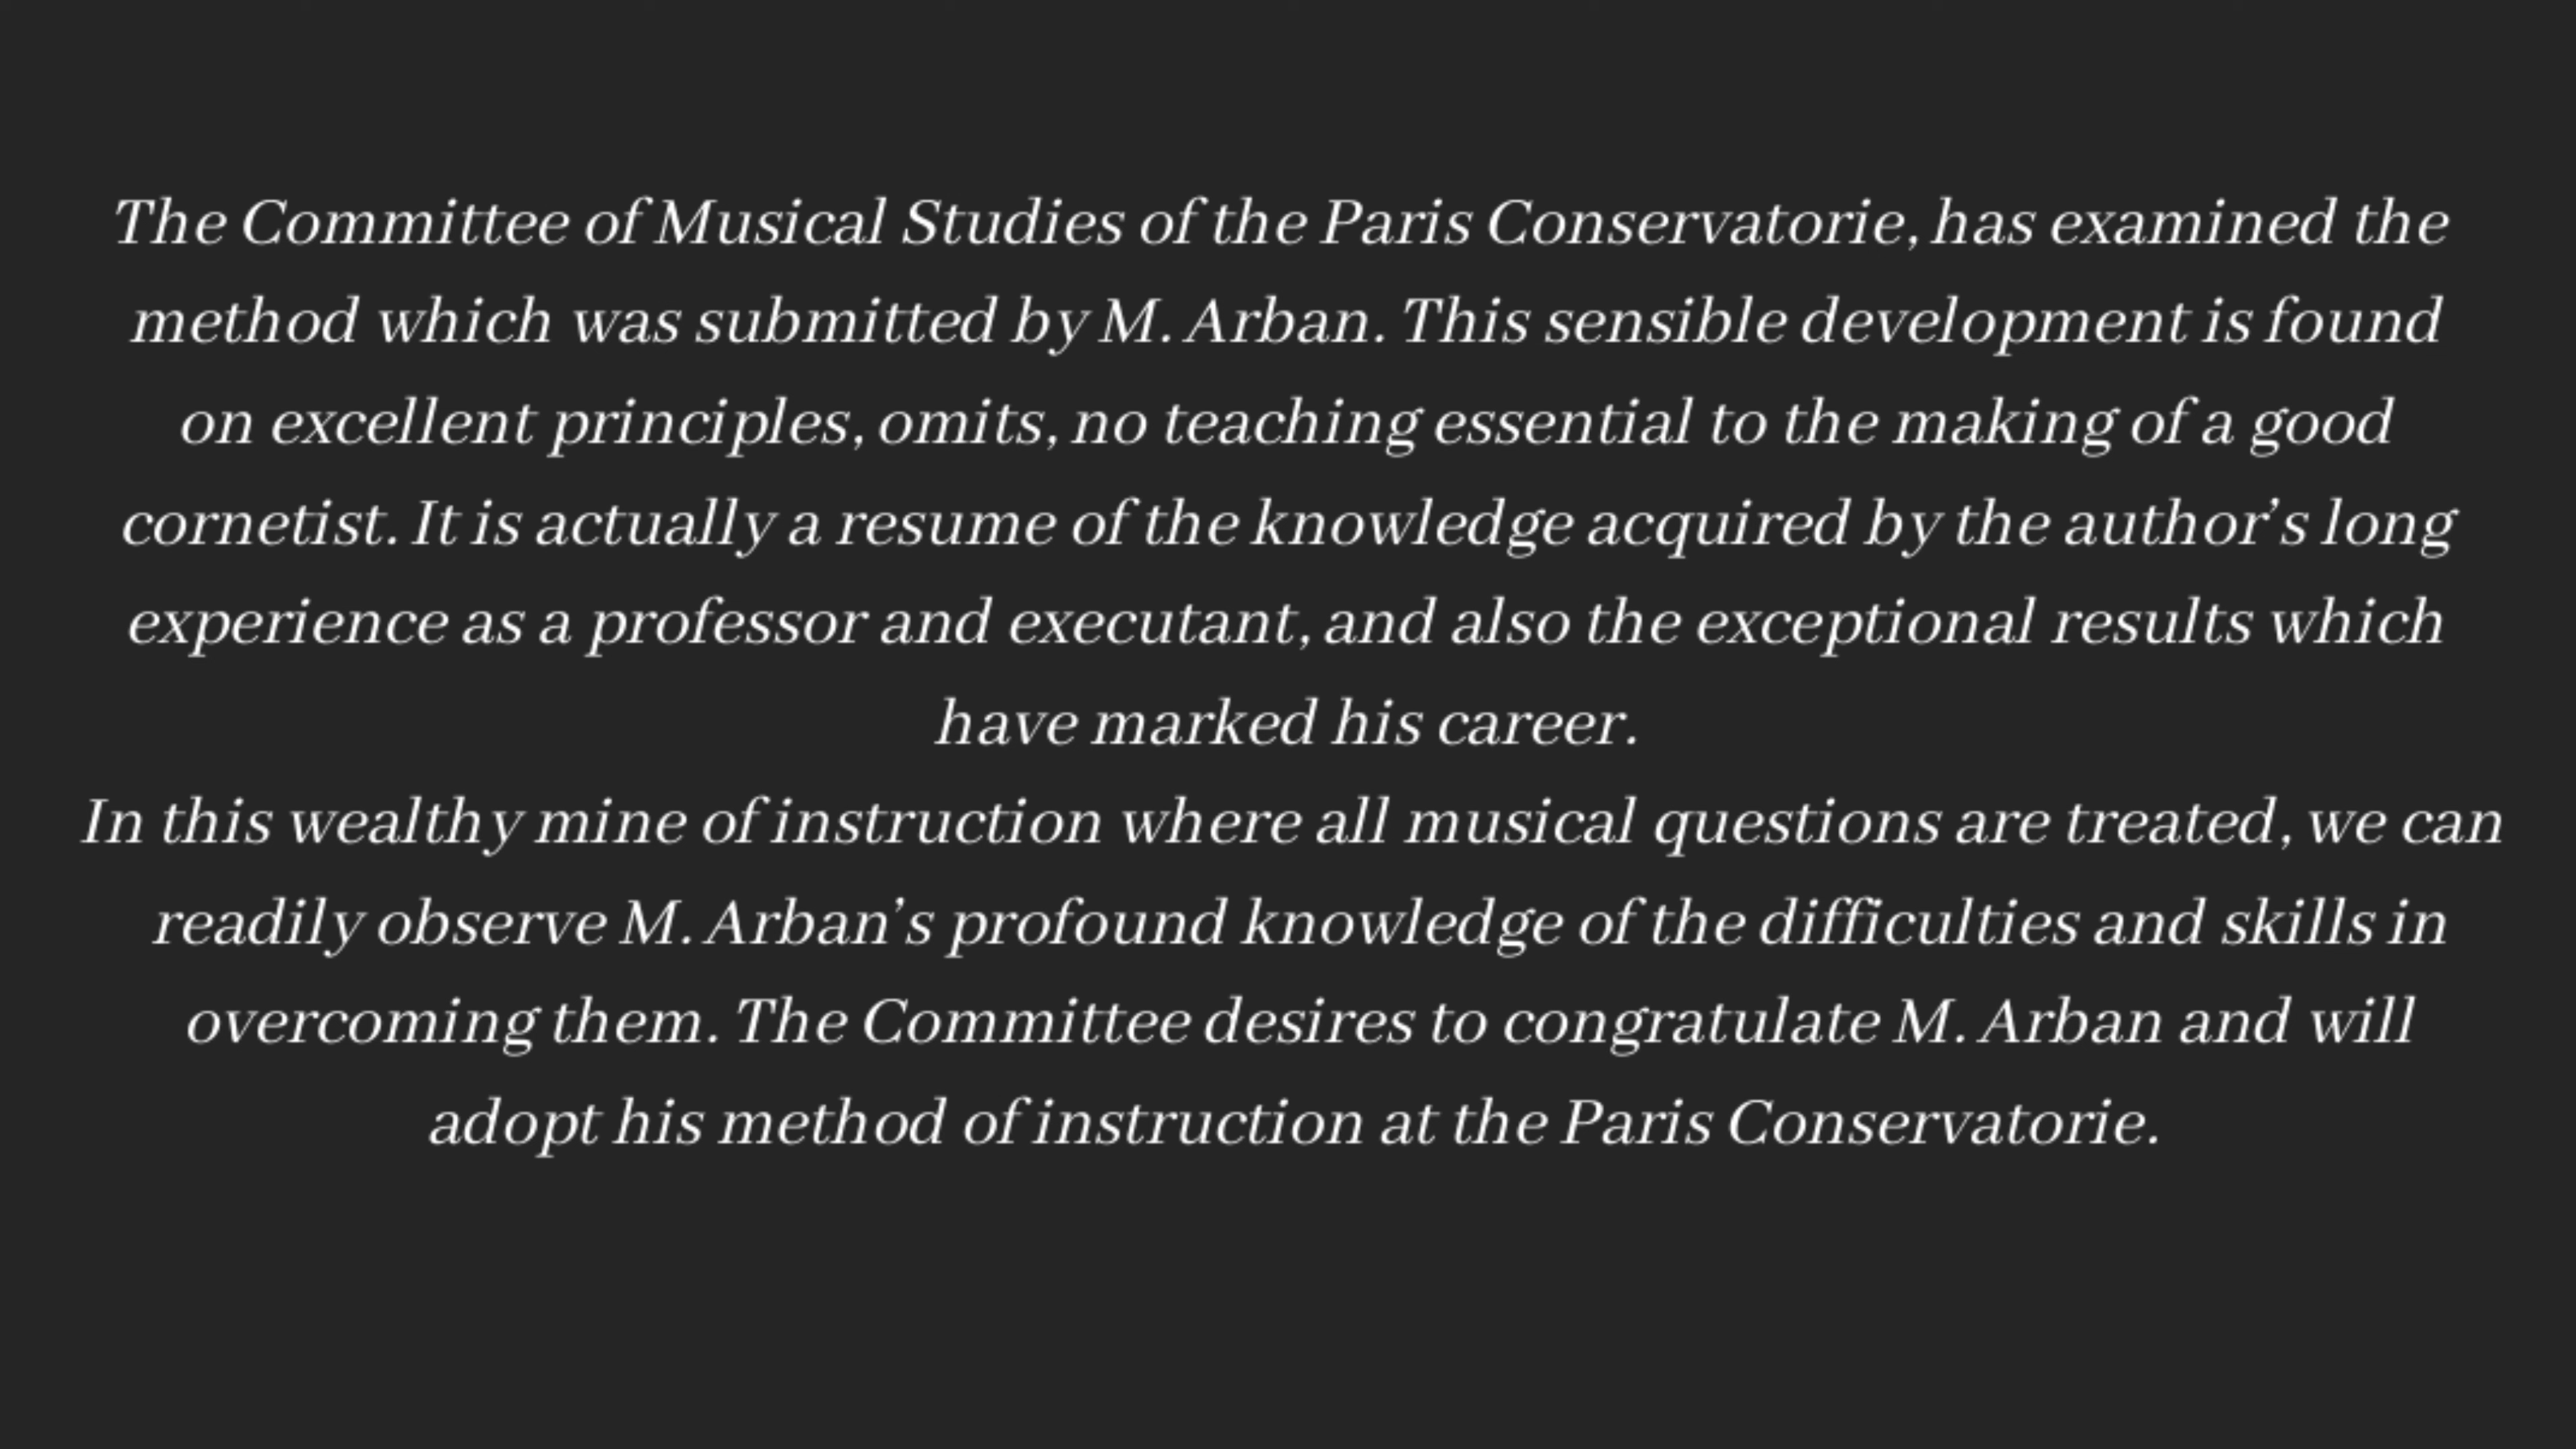 The Committee of Musical Studies of the Paris Conservatorie, has examined the
method which was submitted by M. Arban. This sensible development is found
on excellent principles, omits, no teaching essential to the making of a good
cornetist. It is actually a resume of the knowledge acquired by the author’s long
experience as a professor and executant, and also the exceptional results which
have marked his career.
In this wealthy mine of instruction where all musical questions are treated, we can
readily observe M. Arban’s profound knowledge of the difficulties and skills in
overcoming them. The Committee desires to congratulate M. Arban and will
adopt his method of instruction at the Paris Conservatorie.